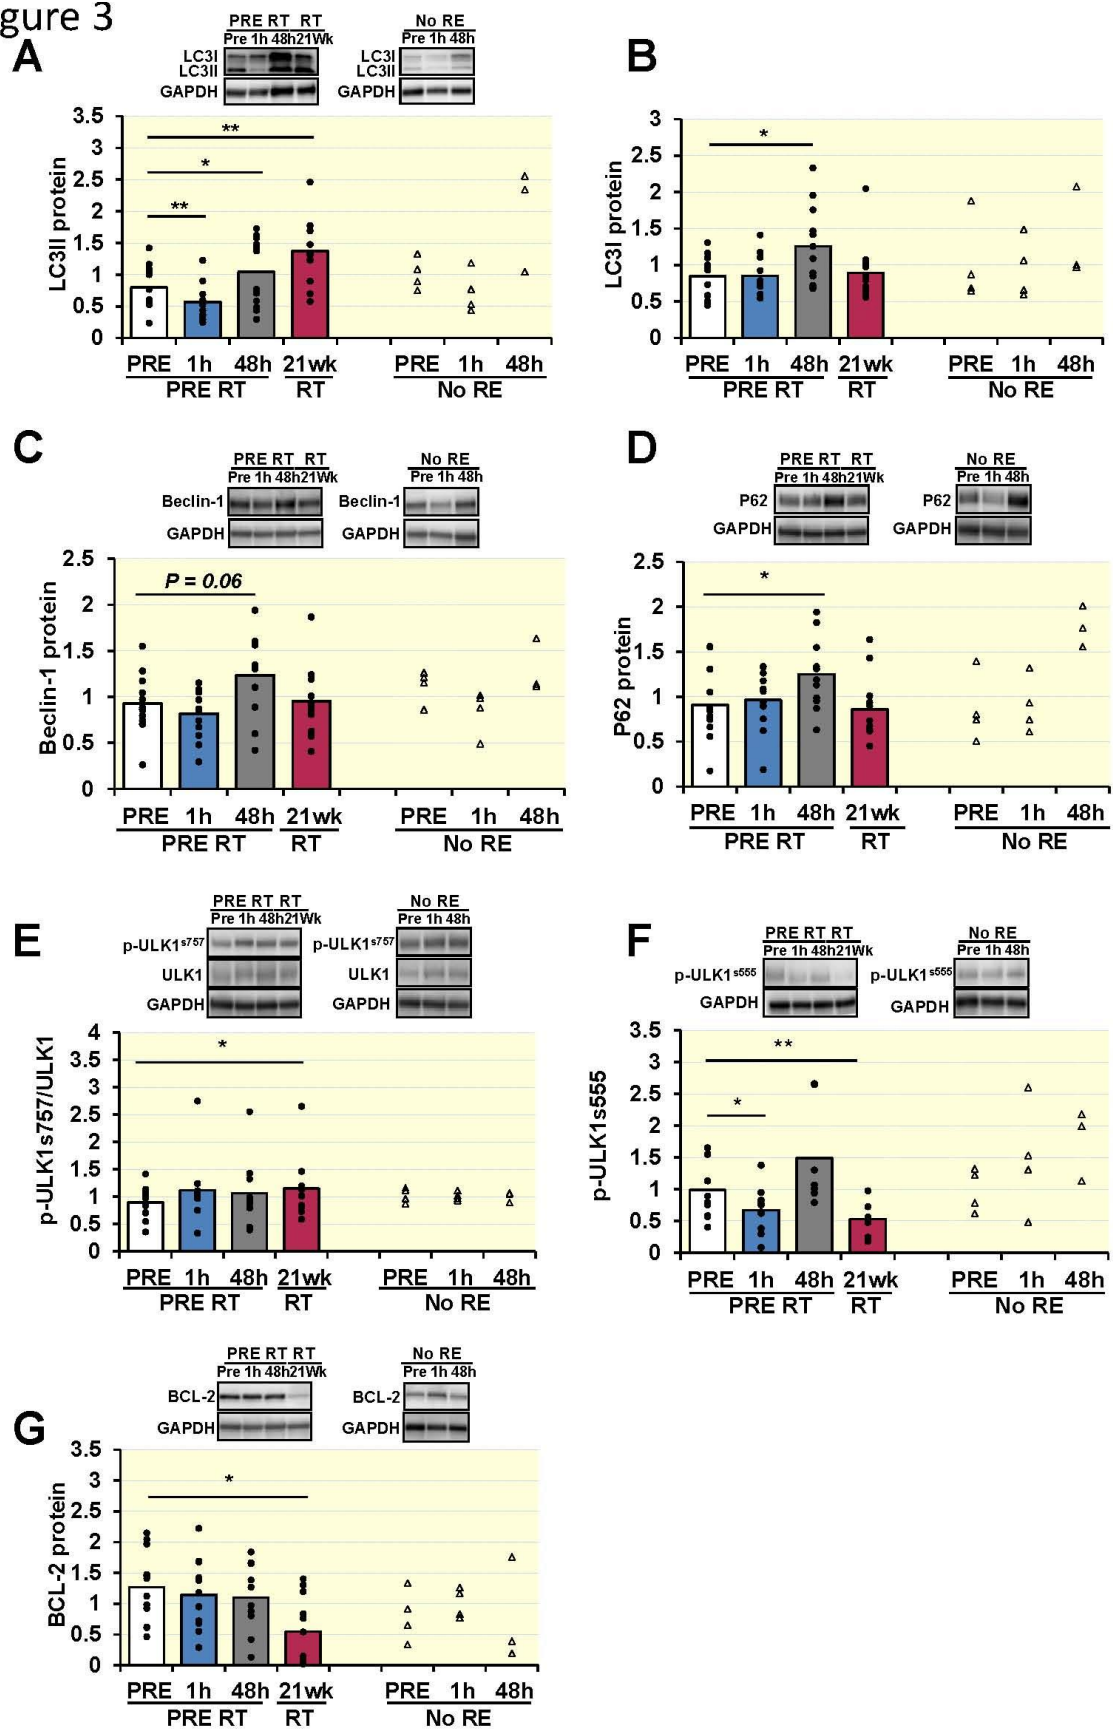 gure 3
A
PRE RT RT
Pre 1h 48h21Wk
LC3I
LC3II
GAPDH
No RE
Pre 1h 48h
LC3I
LC3II
GAPDH
LC3II protein
3.5
3
2.5
2
1.5
1
0.5
0
**
*
**
PRE 1h 48h 21wk PRE 1h 48h
PRE RT RT No RE
B
LC3I protein
3
2.5
2
1.5
1
0.5
0
*
PRE 1h 48h 21wk PRE 1h 48h
PRE RT RT No RE
C
PRE RT RT
Pre 1h 48h21Wk
Beclin-1
GAPDH
No RE
Pre 1h 48h
Beclin-1
GAPDH
Beclin-1 protein
2.5
2
1.5
1
0.5
0
P = 0.06
PRE 1h 48h 21wk PRE 1h 48h
PRE RT RT No RE
D
PRE RT RT
Pre 1h 48h21Wk
P62
GAPDH
No RE
Pre 1h 48h
P62
GAPDH
P62 protein
2.5
2
1.5
1
0.5
0
*
PRE 1h 48h 21wk PRE 1h 48h
PRE RT RT No RE
E
PRE RT RT
Pre 1h 48h21Wk
p-ULK1s757
ULK1
GAPDH
No RE
Pre 1h 48h
p-ULK1s757
ULK1
GAPDH
p-ULK1s757/ULK1
4
3.5
3
2.5
2
1.5
1
0.5
0
*
PRE 1h 48h 21wk PRE 1h 48h
PRE RT RT No RE
F
PRE RT RT
Pre 1h 48h21Wk
p-ULK1s555
GAPDH
No RE
Pre 1h 48h
p-ULK1s555
GAPDH
p-ULK1s555
3.5
3
2.5
2
1.5
1
0.5
0
**
*
PRE 1h 48h 21wk PRE 1h 48h
PRE RT RT No RE
G
PRE RT RT
Pre 1h 48h21Wk
BCL-2
GAPDH
No RE
Pre 1h 48h
BCL-2
GAPDH
BCL-2 protein
3.5
3
2.5
2
1.5
1
0.5
0
*
PRE 1h 48h 21wk PRE 1h 48h
PRE RT RT No RE